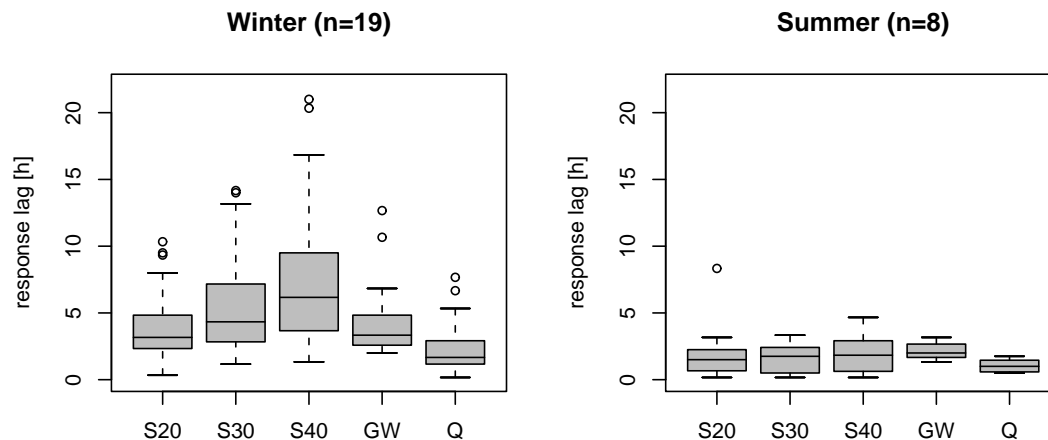 Winter (n=19)
response lag [h]
20
15
10
5
0
S20 S30 S40 GW Q
Summer (n=8)
response lag [h]
20
15
10
5
0
S20 S30 S40 GW Q